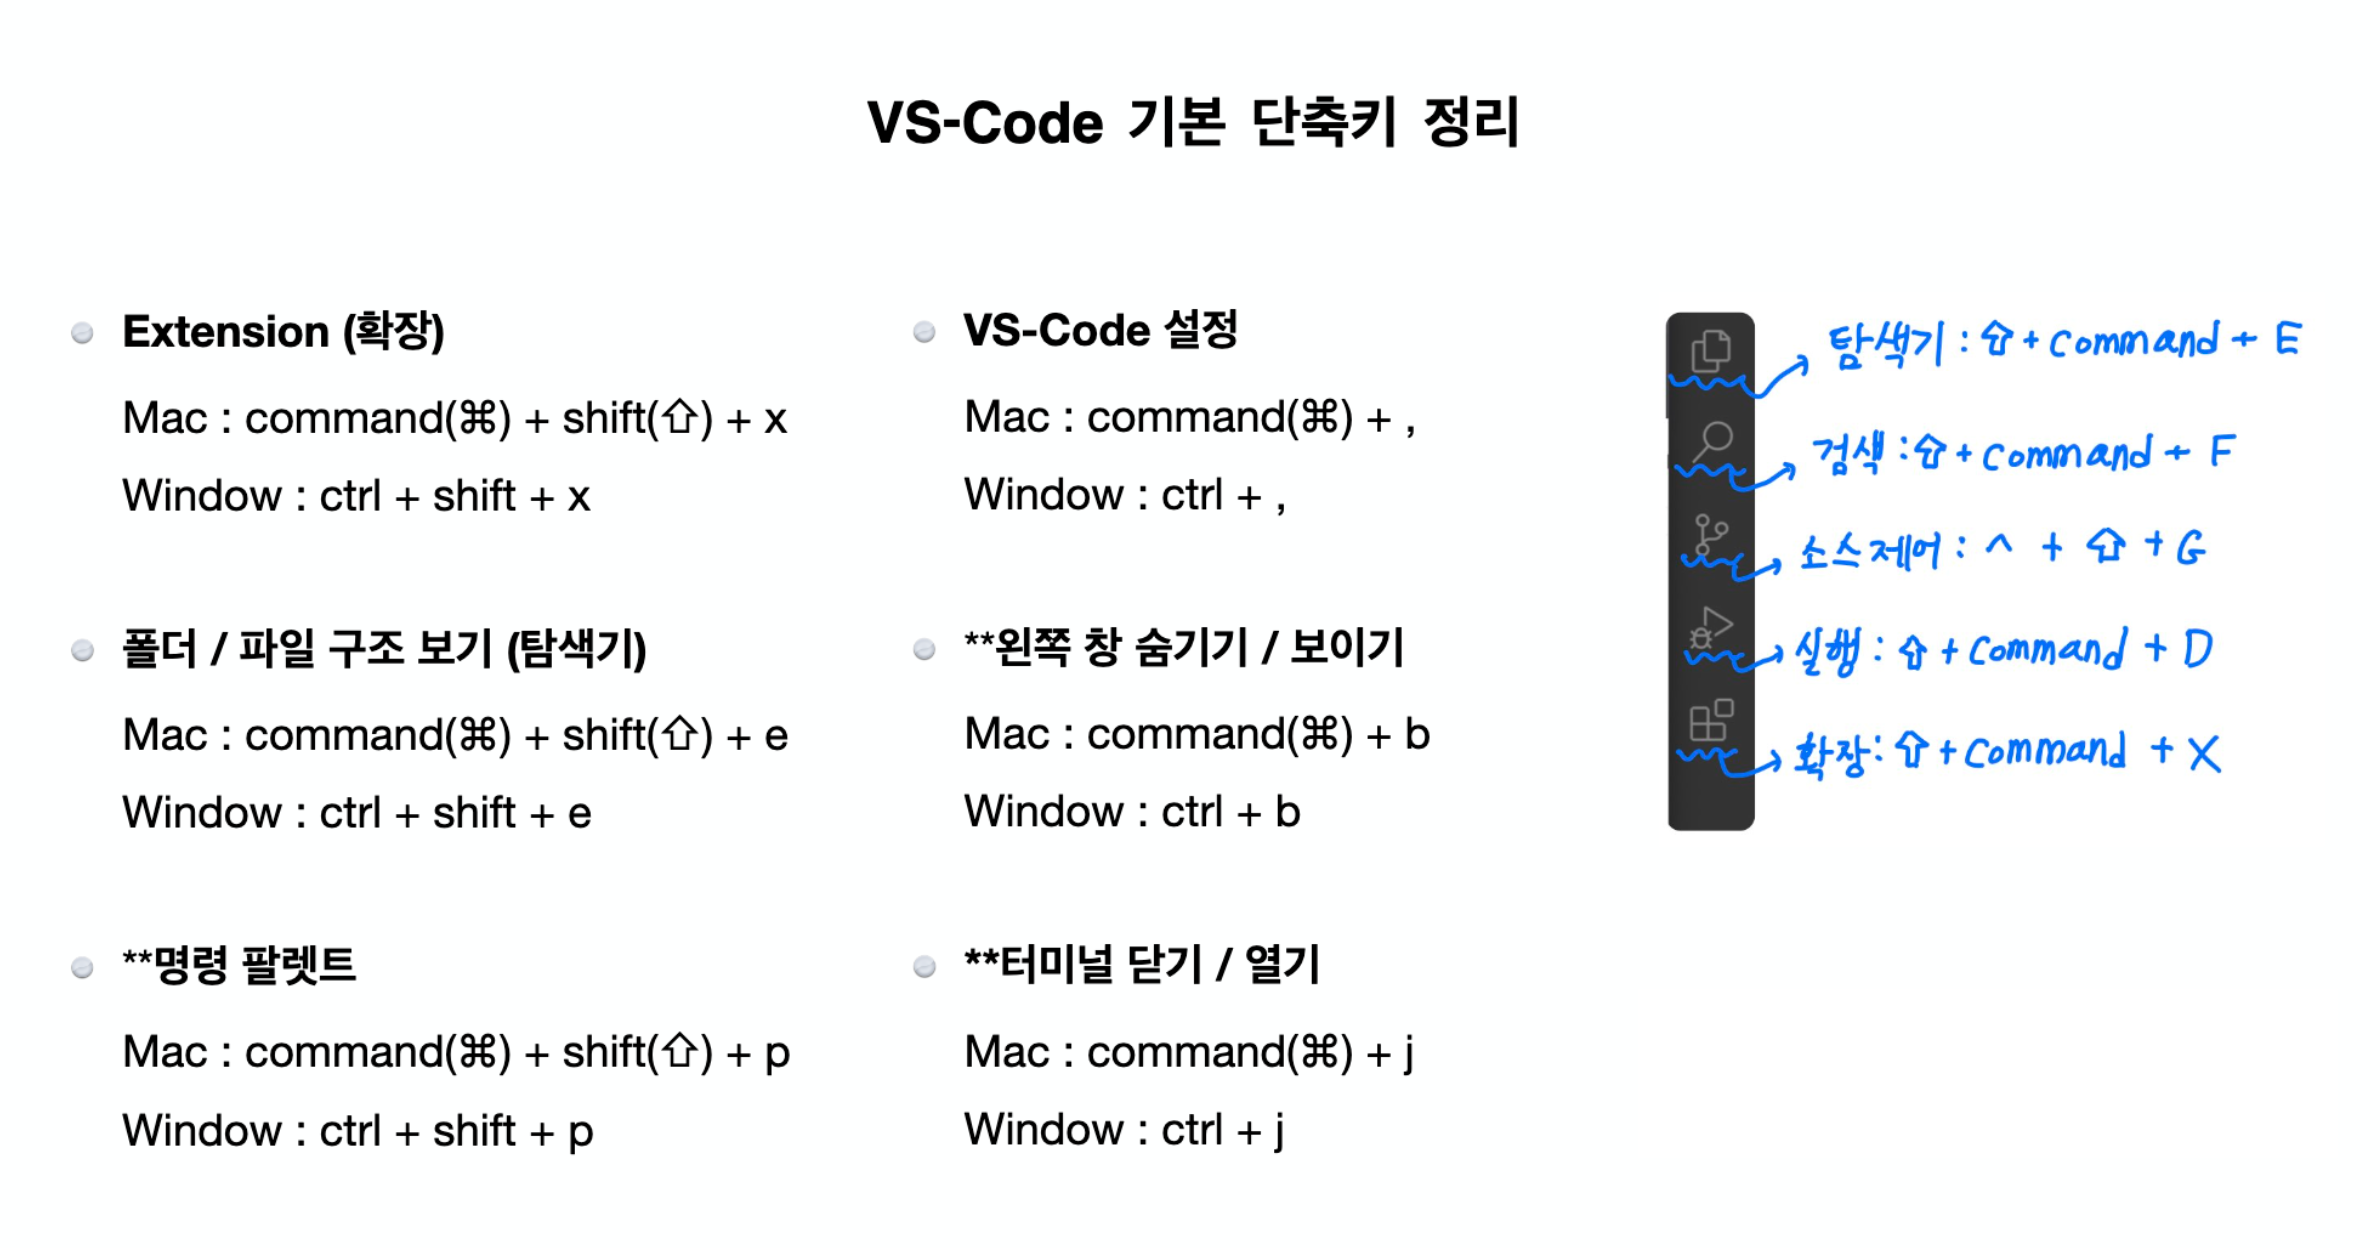 VS-Code 기본 단축키 정리
Extension (확장)
Mac : command(⌘) + shift(⇧) + x
Window : ctrl + shift + x
폴더 / 파일 구조 보기 (탐색기)
Mac : command(⌘) + shift(⇧) + e
Window : ctrl + shift + e
**명령 팔렛트
Mac : command(⌘) + shift(⇧) + p
Window : ctrl + shift + p
VS-Code 설정
Mac : command(⌘) + ,
Window : ctrl + ,
**왼쪽 창 숨기기 / 보이기
Mac : command(⌘) + b
Window : ctrl + b
**터미널 닫기 / 열기
Mac : command(⌘) + j
Window : ctrl + j
탐색기 : ⇧ + command + E
검색 : ⇧ + command + F
소스제어 : ^ + ⇧ + G
실행 : ⇧ + command + D
확장 : ⇧ + command + X